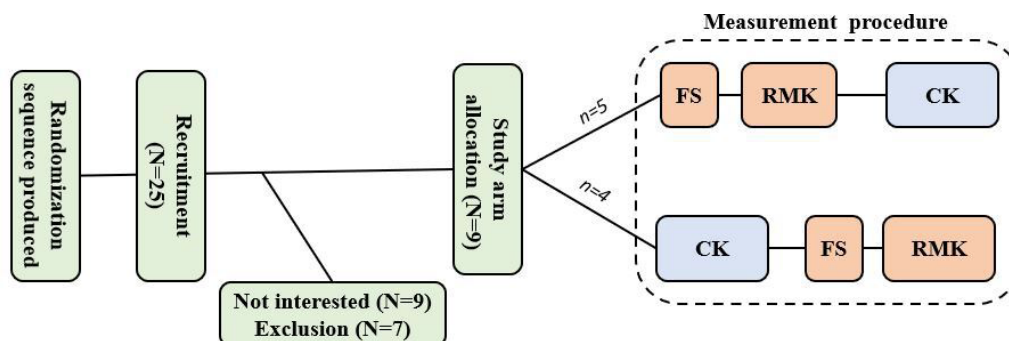 Measurement procedure
Randomization
sequence produced
Recruitment
(N=25)
Not interested (N=9)
Exclusion (N=7)
Study arm
allocation (N=9)
n=5
n=4
FS
RMK
CK
CK
FS
RMK